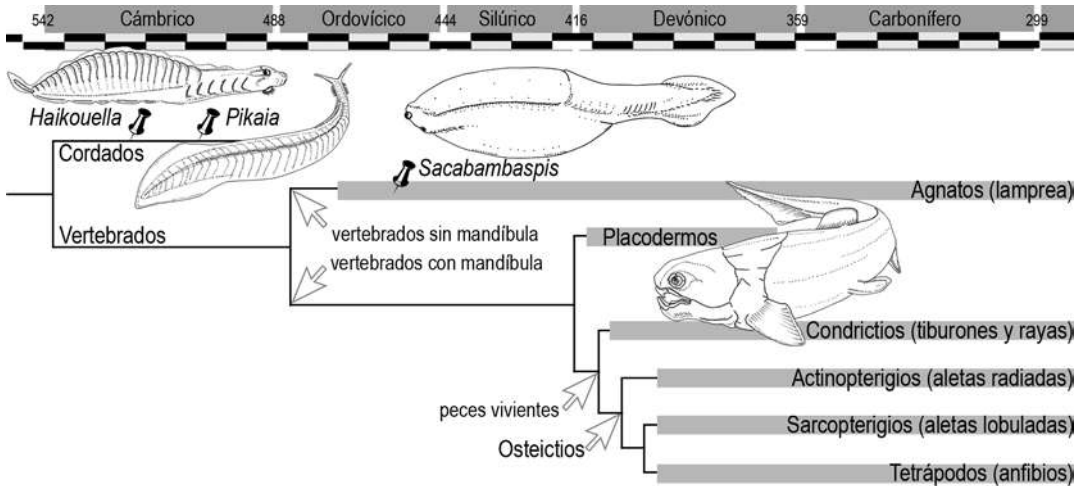 542 Cámbrico 488 Ordovícico 444 Silúrico 416 Devónico 359 Carbonífero 299
Haikouella Pikaia
Cordados
Sacabambaspis
Agnatos (lamprea)
Vertebrados
vertebrados sin mandíbula
Placodermos
vertebrados con mandíbula
Condrictios (tiburones y rayas)
Actinopterigios (aletas radiadas)
peces vivientes
Sarcopterigios (aletas lobuladas)
Osteictios
Tetrápodos (anfibios)